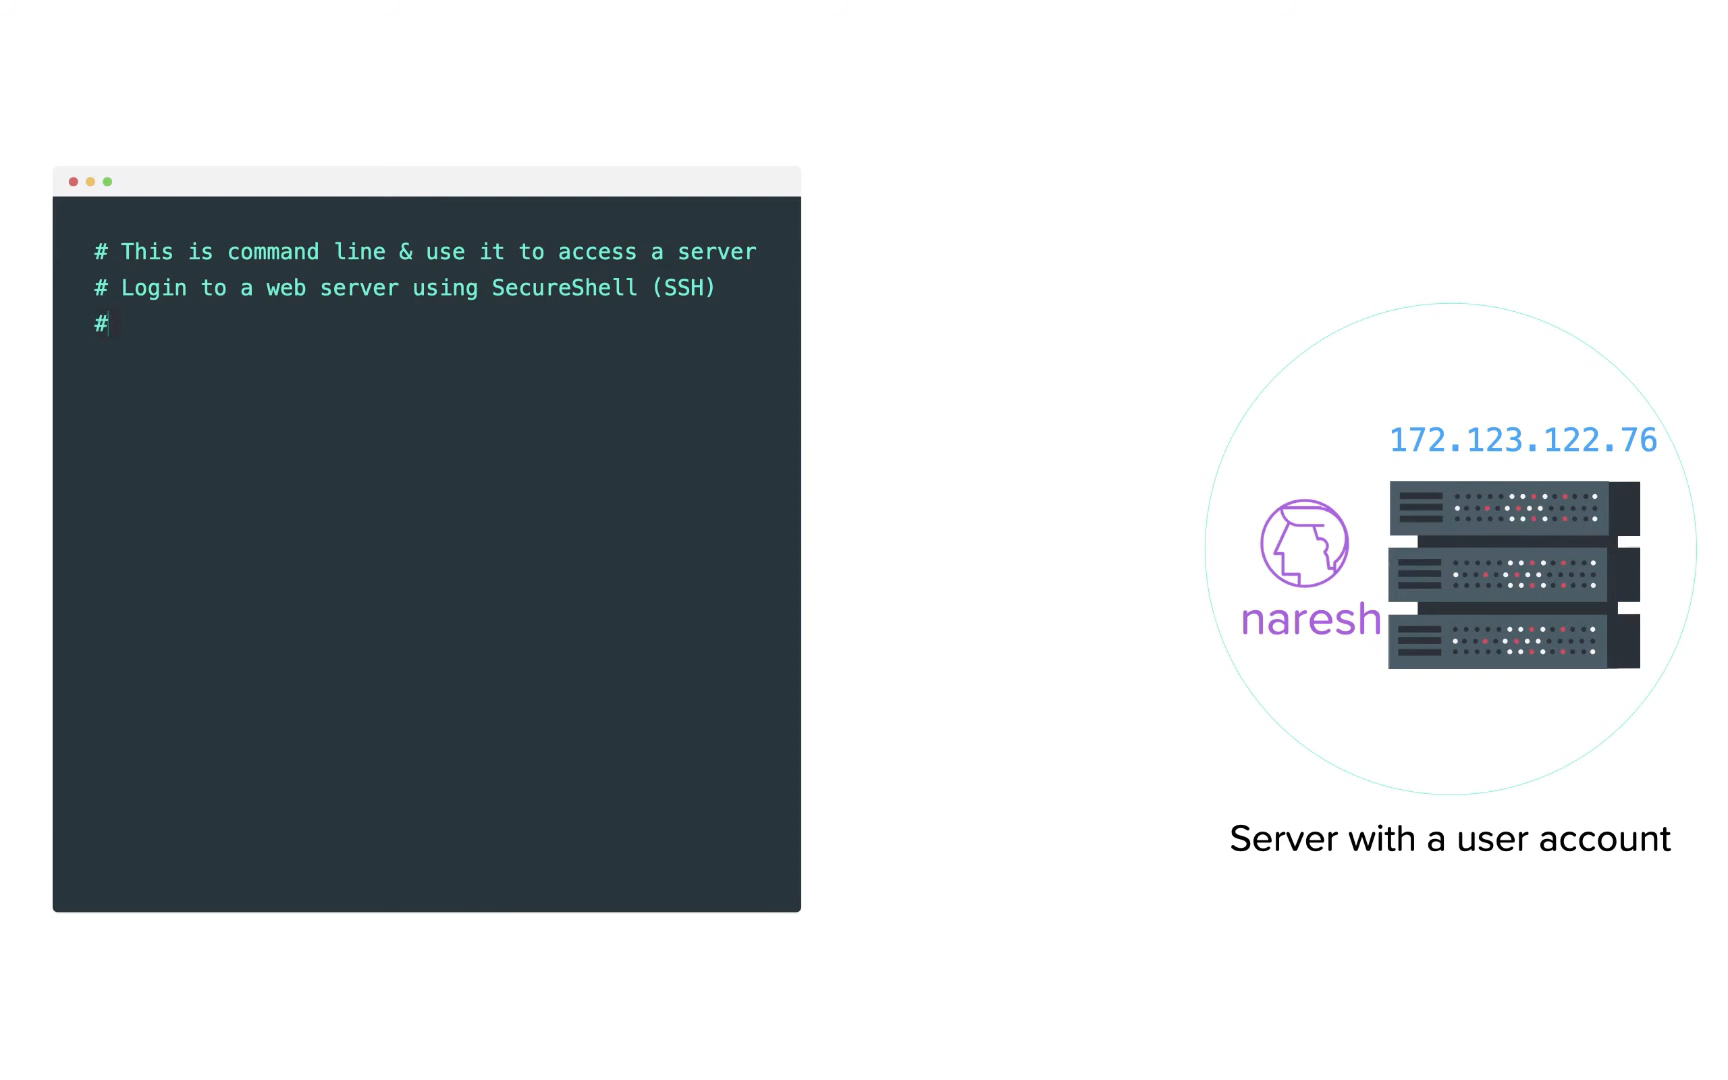 # This is command line & use it to access a server
# Login to a web server using SecureShell (SSH)
#
172.123.122.76
naresh
Server with a user account